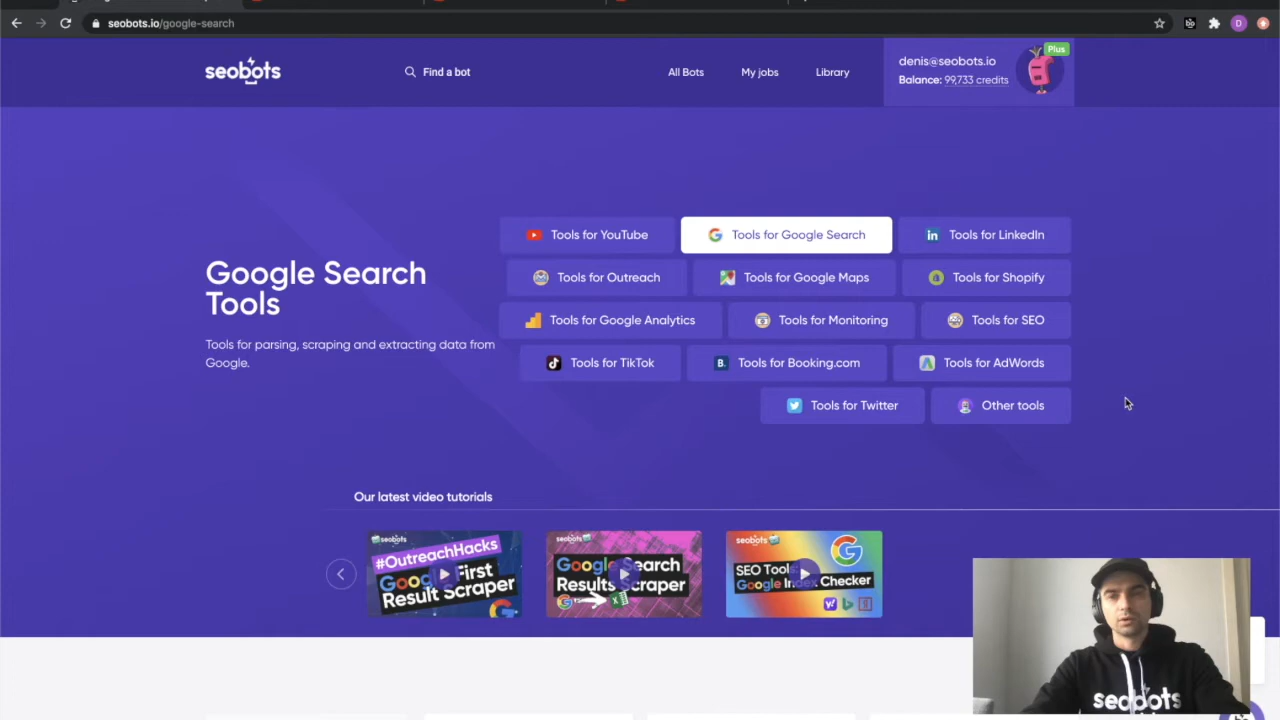 seobots.io/google-search
D
seobots
Find a bot
All Bots
My jobs
Library
denis@seobots.io
Balance: 99,733 credits
Plus
Tools for YouTube
Tools for Google Search
Tools for LinkedIn
Google Search
Tools
Tools for parsing, scraping and extracting data from
Google.
Tools for Outreach
Tools for Google Maps
Tools for Shopify
Tools for Google Analytics
Tools for Monitoring
Tools for SEO
Tools for TikTok
Tools for Booking.com
Tools for AdWords
Tools for Twitter
Other tools
Our latest video tutorials
seobots
#OutreachHacks
Google First
Result Scraper
seobots
Google Search
Results Scraper
seobots
SEO Tools
Google Index Checker
seobots